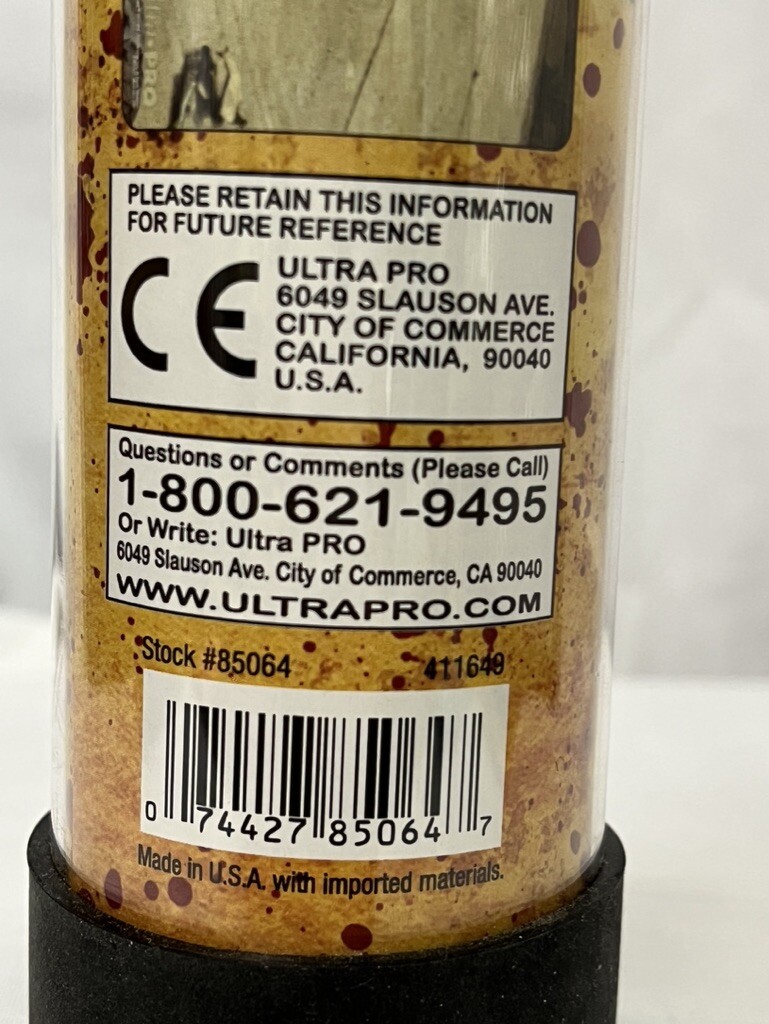 PRO
PLEASE RETAIN THIS INFORMATION
FOR FUTURE REFERENCE
CE
ULTRA PRO
6049 SLAUSON AVE.
CITY OF COMMERCE
CALIFORNIA, 90040
U.S.A.
Questions or Comments (Please Call)
1-800-621-9495
Or Write: Ultra PRO
6049 Slauson Ave. City of Commerce, CA 90040
WWW.ULTRAPRO.COM
Stock #85064 411649
0 74427 85064 7
Made in U.S.A. with imported materials.